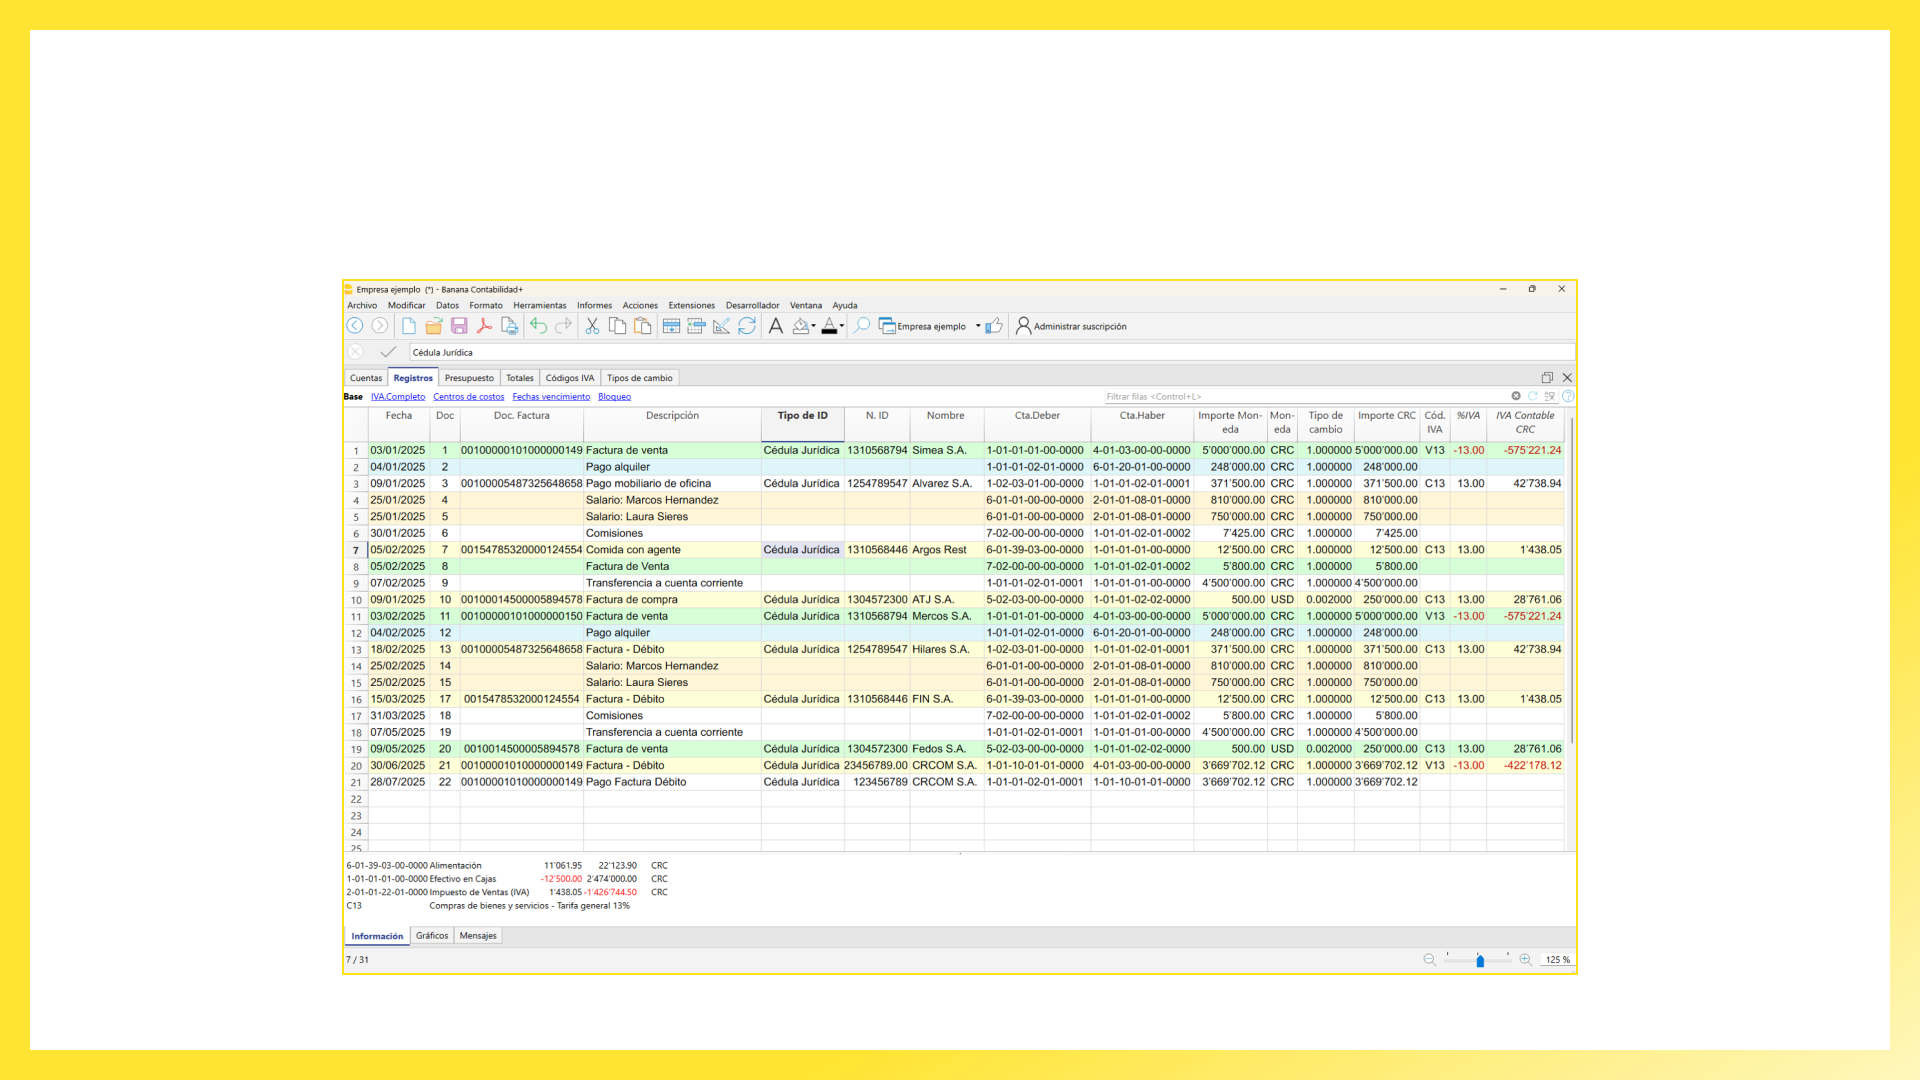 Empresa ejemplo (*) - Banana Contabilidad+
Archivo Modificar Datos Formato Herramientas Informes Acciones Extensiones Desarrollador Ventana Ayuda
Empresa ejemplo Administrar suscripción
Cédula Jurídica
Cuentas Registros Presupuesto Totales Códigos IVA Tipos de cambio
Base IVA.Completo Centros de costos Fechas vencimiento Bloqueo Filtrar filas <Control+L>
Fecha Doc Doc. Factura Descripción Tipo de ID N. ID Nombre Cta.Deber Cta.Haber Importe Mon- Mon- Tipo de Importe CRC Cód. %IVA IVA Contable
eda eda cambio IVA CRC
1 03/01/2025 1 00100000101000000149 Factura de venta Cédula Jurídica 1310568794 Simea S.A. 1-01-01-01-00-0000 4-01-03-00-00-0000 5'000'000.00 CRC 1.000000 5'000'000.00 V13 -13.00 -575'221.24
2 04/01/2025 2 Pago alquiler 1-01-01-02-01-0000 6-01-20-01-00-0000 248'000.00 CRC 1.000000 248'000.00
3 09/01/2025 3 00100005487325648658 Pago mobiliario de oficina Cédula Jurídica 1254789547 Alvarez S.A. 1-02-03-01-00-0000 1-01-01-02-01-0001 371'500.00 CRC 1.000000 371'500.00 C13 13.00 42'738.94
4 25/01/2025 4 Salario: Marcos Hernandez 6-01-01-00-00-0000 2-01-01-08-01-0000 810'000.00 CRC 1.000000 810'000.00
5 25/01/2025 5 Salario: Laura Sieres 6-01-01-00-00-0000 2-01-01-08-01-0000 750'000.00 CRC 1.000000 750'000.00
6 30/01/2025 6 Comisiones 7-02-00-00-00-0000 1-01-01-02-01-0002 7'425.00 CRC 1.000000 7'425.00
7 05/02/2025 7 00154785320000124554 Comida con agente Cédula Jurídica 1310568446 Argos Rest 6-01-39-03-00-0000 1-01-01-01-00-0000 12'500.00 CRC 1.000000 12'500.00 C13 13.00 1'438.05
8 05/02/2025 8 Factura de Venta 7-02-00-00-00-0000 1-01-01-02-01-0002 5'800.00 CRC 1.000000 5'800.00
9 07/02/2025 9 Transferencia a cuenta corriente 1-01-01-02-01-0001 1-01-01-01-00-0000 4'500'000.00 CRC 1.000000 4'500'000.00
10 09/01/2025 10 00100014500005894578 Factura de compra Cédula Jurídica 1304572300 ATJ S.A. 5-02-03-00-00-0000 1-01-01-02-02-0000 500.00 USD 0.002000 250'000.00 C13 13.00 28'761.06
11 03/02/2025 11 00100000101000000150 Factura de venta Cédula Jurídica 1310568794 Mercos S.A. 1-01-01-01-00-0000 4-01-03-00-00-0000 5'000'000.00 CRC 1.000000 5'000'000.00 V13 -13.00 -575'221.24
12 04/02/2025 12 Pago alquiler 1-01-01-02-01-0000 6-01-20-01-00-0000 248'000.00 CRC 1.000000 248'000.00
13 18/02/2025 13 00100005487325648658 Factura - Débito Cédula Jurídica 1254789547 Hilares S.A. 1-02-03-01-00-0000 1-01-01-02-01-0001 371'500.00 CRC 1.000000 371'500.00 C13 13.00 42'738.94
14 25/02/2025 14 Salario: Marcos Hernandez 6-01-01-00-00-0000 2-01-01-08-01-0000 810'000.00 CRC 1.000000 810'000.00
15 25/02/2025 15 Salario: Laura Sieres 6-01-01-00-00-0000 2-01-01-08-01-0000 750'000.00 CRC 1.000000 750'000.00
16 15/03/2025 17 0015478532000124554 Factura - Débito Cédula Jurídica 1310568446 FIN S.A. 6-01-39-03-00-0000 1-01-01-01-00-0000 12'500.00 CRC 1.000000 12'500.00 C13 13.00 1'438.05
17 31/03/2025 18 Comisiones 7-02-00-00-00-0000 1-01-01-02-01-0002 5'800.00 CRC 1.000000 5'800.00
18 07/05/2025 19 Transferencia a cuenta corriente 1-01-01-02-01-0001 1-01-01-01-00-0000 4'500'000.00 CRC 1.000000 4'500'000.00
19 09/05/2025 20 0010014500005894578 Factura de venta Cédula Jurídica 1304572300 Fedos S.A. 5-02-03-00-00-0000 1-01-01-02-02-0000 500.00 USD 0.002000 250'000.00 C13 13.00 28'761.06
20 30/06/2025 21 00100001010000000149 Factura - Débito Cédula Jurídica 23456789.00 CRCOM S.A. 1-01-10-01-01-0000 4-01-03-00-00-0000 3'669'702.12 CRC 1.000000 3'669'702.12 V13 -13.00 -422'178.12
21 28/07/2025 22 00100001010000000149 Pago Factura Débito Cédula Jurídica 123456789 CRCOM S.A. 1-01-01-02-01-0001 1-01-10-01-01-0000 3'669'702.12 CRC 1.000000 3'669'702.12
22
23
24
25
6-01-39-03-00-0000 Alimentación 11'061.95 22'123.90 CRC
1-01-01-01-00-0000 Efectivo en Cajas -12'500.00 2'474'000.00 CRC
2-01-01-22-01-0000 Impuesto de Ventas (IVA) 1'438.05 -1'426'744.50 CRC
C13 Compras de bienes y servicios - Tarifa general 13%
Información Gráficos Mensajes
7 / 31 125 %